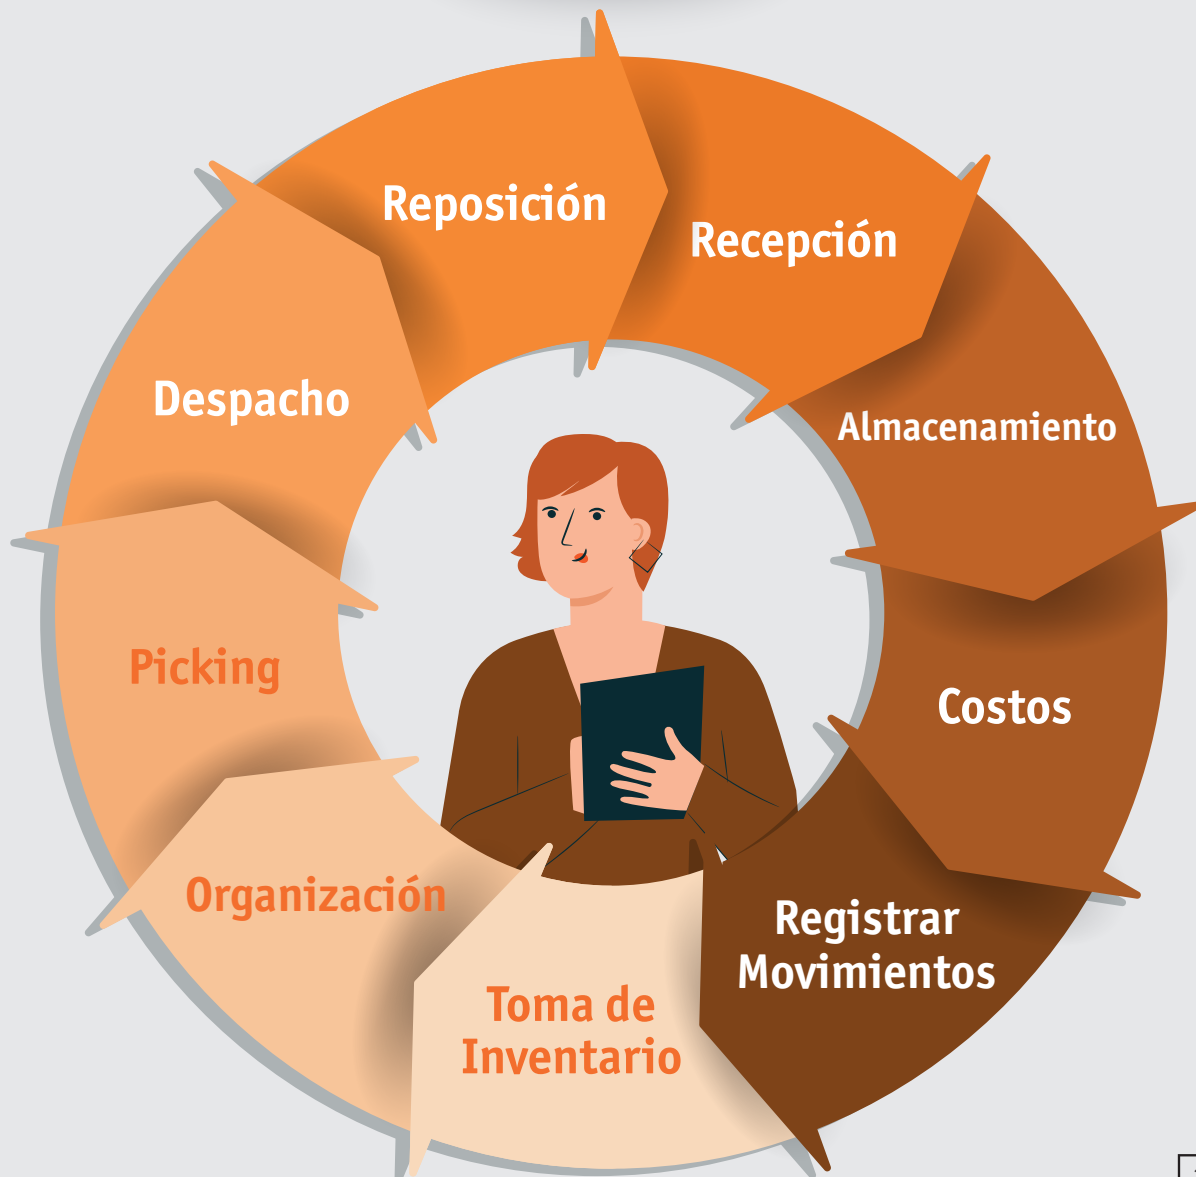 Reposición
Recepción
Almacenamiento
Costos
Registrar
Movimientos
Toma de
Inventario
Organización
Picking
Despacho